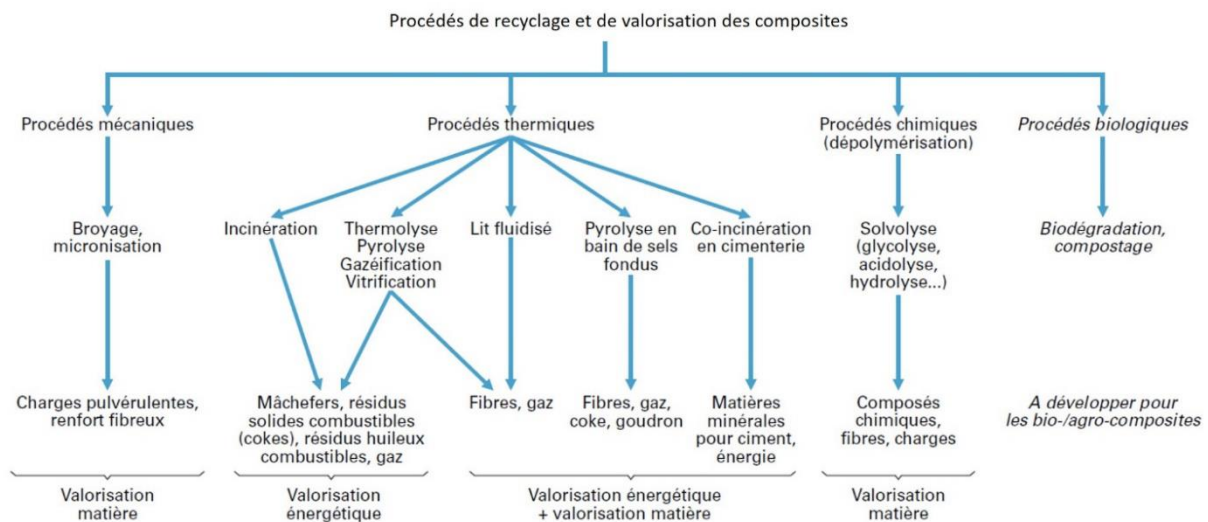 Procédés de recyclage et de valorisation des composites
Procédés mécaniques
Procédés thermiques
Procédés chimiques
(dépolymérisation)
Procédés biologiques
Broyage,
micronisation
Incinération
Thermolyse
Pyrolyse
Gazéification
Vitrification
Lit fluidisé
Pyrolyse en
bain de sels
fondus
Co-incinération
en cimenterie
Solvolyse
(glycolyse,
acidolyse,
hydrolyse...)
Biodégradation,
compostage
Charges pulvérulentes,
renfort fibreux
Mâchefers, résidus
solides combustibles
(cokes), résidus huileux
combustibles, gaz
Fibres, gaz
Fibres, gaz,
coke, goudron
Matières
minérales
pour ciment,
énergie
Composés
chimiques,
fibres, charges
A développer pour
les bio-/agro-composites
Valorisation
matière
Valorisation
énergétique
Valorisation énergétique
+ valorisation matière
Valorisation
matière